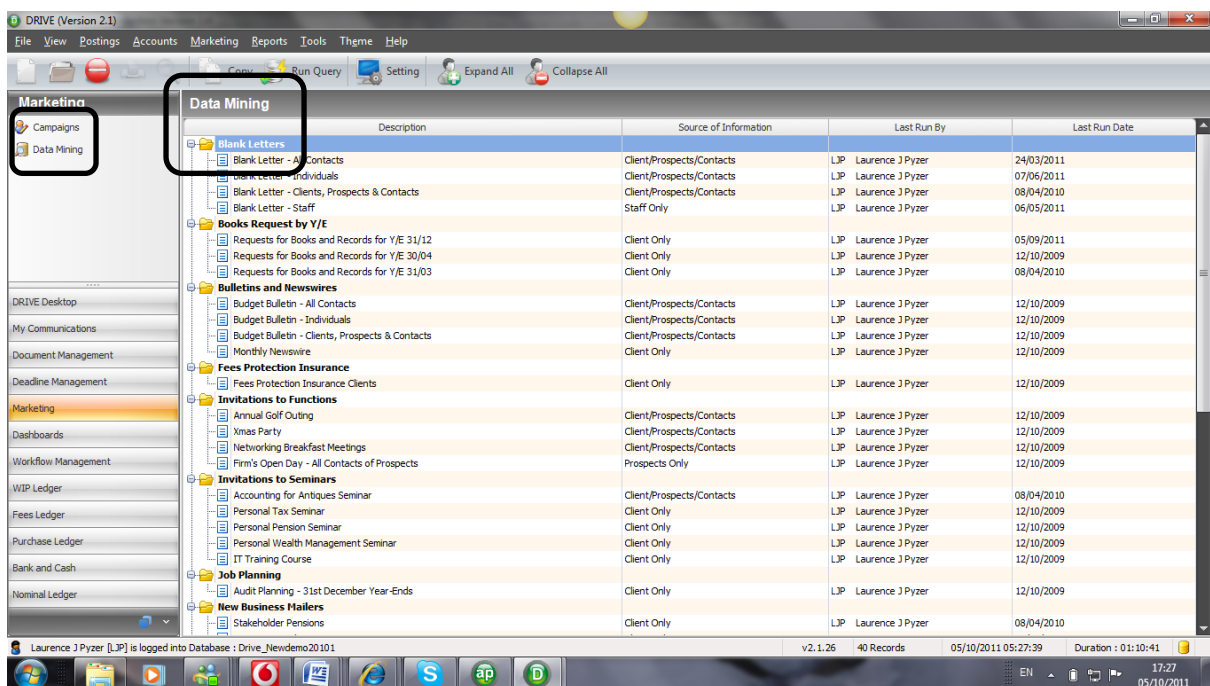 DRIVE (Version 2.1)
File View Postings Accounts Marketing Reports Tools Theme Help
Copy Run Query Setting Expand All Collapse All
Marketing
Campaigns
Data Mining
DRIVE Desktop
My Communications
Document Management
Deadline Management
Marketing
Dashboards
Workflow Management
WIP Ledger
Fees Ledger
Purchase Ledger
Bank and Cash
Nominal Ledger
Data Mining
Description Source of Information Last Run By Last Run Date
Blank Letters
Blank Letter - All Contacts Client/Prospects/Contacts LJP Laurence J Pyzer 24/03/2011
Blank Letter - Individuals Client/Prospects/Contacts LJP Laurence J Pyzer 07/06/2011
Blank Letter - Clients, Prospects & Contacts Client/Prospects/Contacts LJP Laurence J Pyzer 08/04/2010
Blank Letter - Staff Staff Only LJP Laurence J Pyzer 06/05/2011
Books Request by Y/E
Requests for Books and Records for Y/E 31/12 Client Only LJP Laurence J Pyzer 05/09/2011
Requests for Books and Records for Y/E 30/04 Client Only LJP Laurence J Pyzer 12/10/2009
Requests for Books and Records for Y/E 31/03 Client Only LJP Laurence J Pyzer 08/04/2010
Bulletins and Newswires
Budget Bulletin - All Contacts Client/Prospects/Contacts LJP Laurence J Pyzer 12/10/2009
Budget Bulletin - Individuals Client/Prospects/Contacts LJP Laurence J Pyzer 12/10/2009
Budget Bulletin - Clients, Prospects & Contacts Client/Prospects/Contacts LJP Laurence J Pyzer 12/10/2009
Monthly Newswire Client Only LJP Laurence J Pyzer 12/10/2009
Fees Protection Insurance
Fees Protection Insurance Clients Client Only LJP Laurence J Pyzer 12/10/2009
Invitations to Functions
Annual Golf Outing Client/Prospects/Contacts LJP Laurence J Pyzer 12/10/2009
Xmas Party Client/Prospects/Contacts LJP Laurence J Pyzer 12/10/2009
Networking Breakfast Meetings Client/Prospects/Contacts LJP Laurence J Pyzer 12/10/2009
Firm's Open Day - All Contacts of Prospects Prospects Only LJP Laurence J Pyzer 12/10/2009
Invitations to Seminars
Accounting for Antiques Seminar Client/Prospects/Contacts LJP Laurence J Pyzer 08/04/2010
Personal Tax Seminar Client Only LJP Laurence J Pyzer 12/10/2009
Personal Pension Seminar Client Only LJP Laurence J Pyzer 12/10/2009
Personal Wealth Management Seminar Client Only LJP Laurence J Pyzer 12/10/2009
IT Training Course Client Only LJP Laurence J Pyzer 12/10/2009
Job Planning
Audit Planning - 31st December Year-Ends Client Only LJP Laurence J Pyzer 12/10/2009
New Business Mailers
Stakeholder Pensions Client Only LJP Laurence J Pyzer 08/04/2010
Laurence J Pyzer [LJP] is logged into Database : Drive_Newdemo20101 v2.1.26 40 Records 05/10/2011 05:27:39 Duration : 01:10:41
EN 17:27
05/10/2011